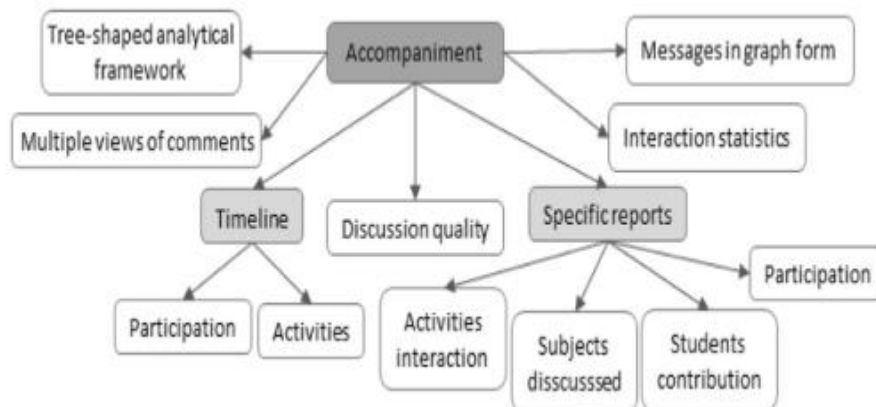 Tree-shaped analytical
framework
Accompaniment
Messages in graph form
Multiple views of comments
Interaction statistics
Timeline
Discussion quality
Specific reports
Participation
Participation
Activities
Activities
interaction
Subjects
disscusssed
Students
contribution